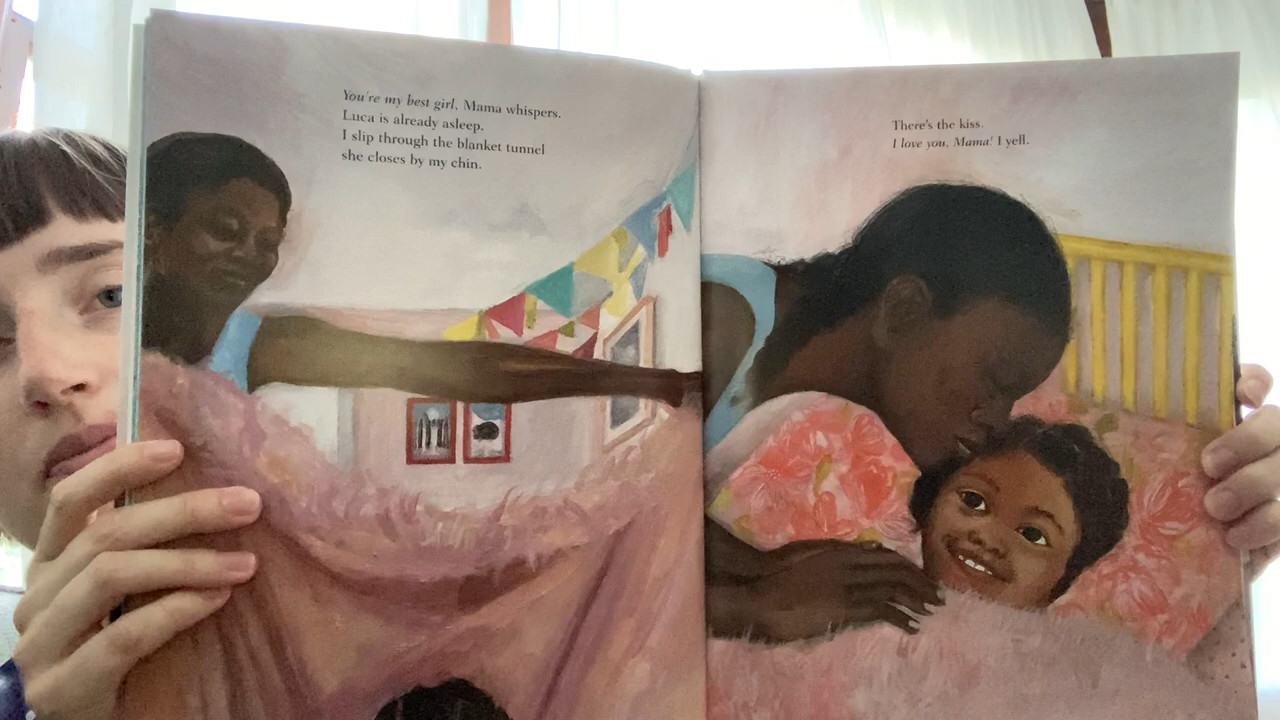 You're my best girl, Mama whispers.
Luca is already asleep.
I slip through the blanket tunnel
she closes by my chin.
There's the kiss.
I love you, Mama! I yell.